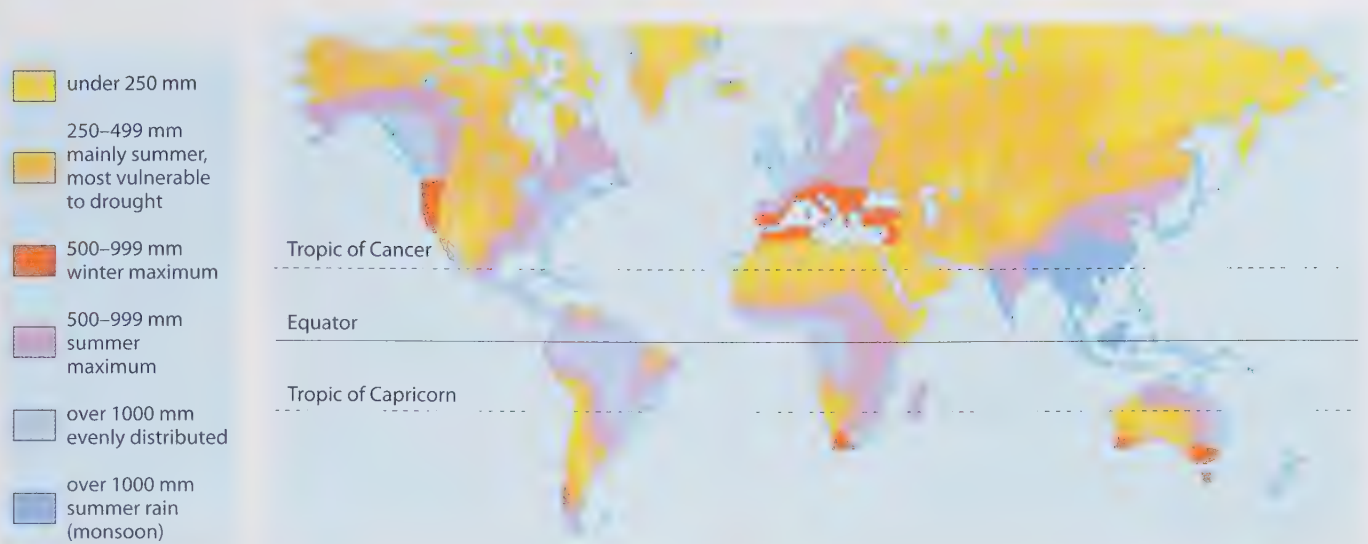 under 250 mm
250–499 mm
mainly summer,
most vulnerable
to drought
500–999 mm
winter maximum
500–999 mm
summer
maximum
over 1000 mm
evenly distributed
over 1000 mm
summer rain
(monsoon)
Tropic of Cancer
Equator
Tropic of Capricorn